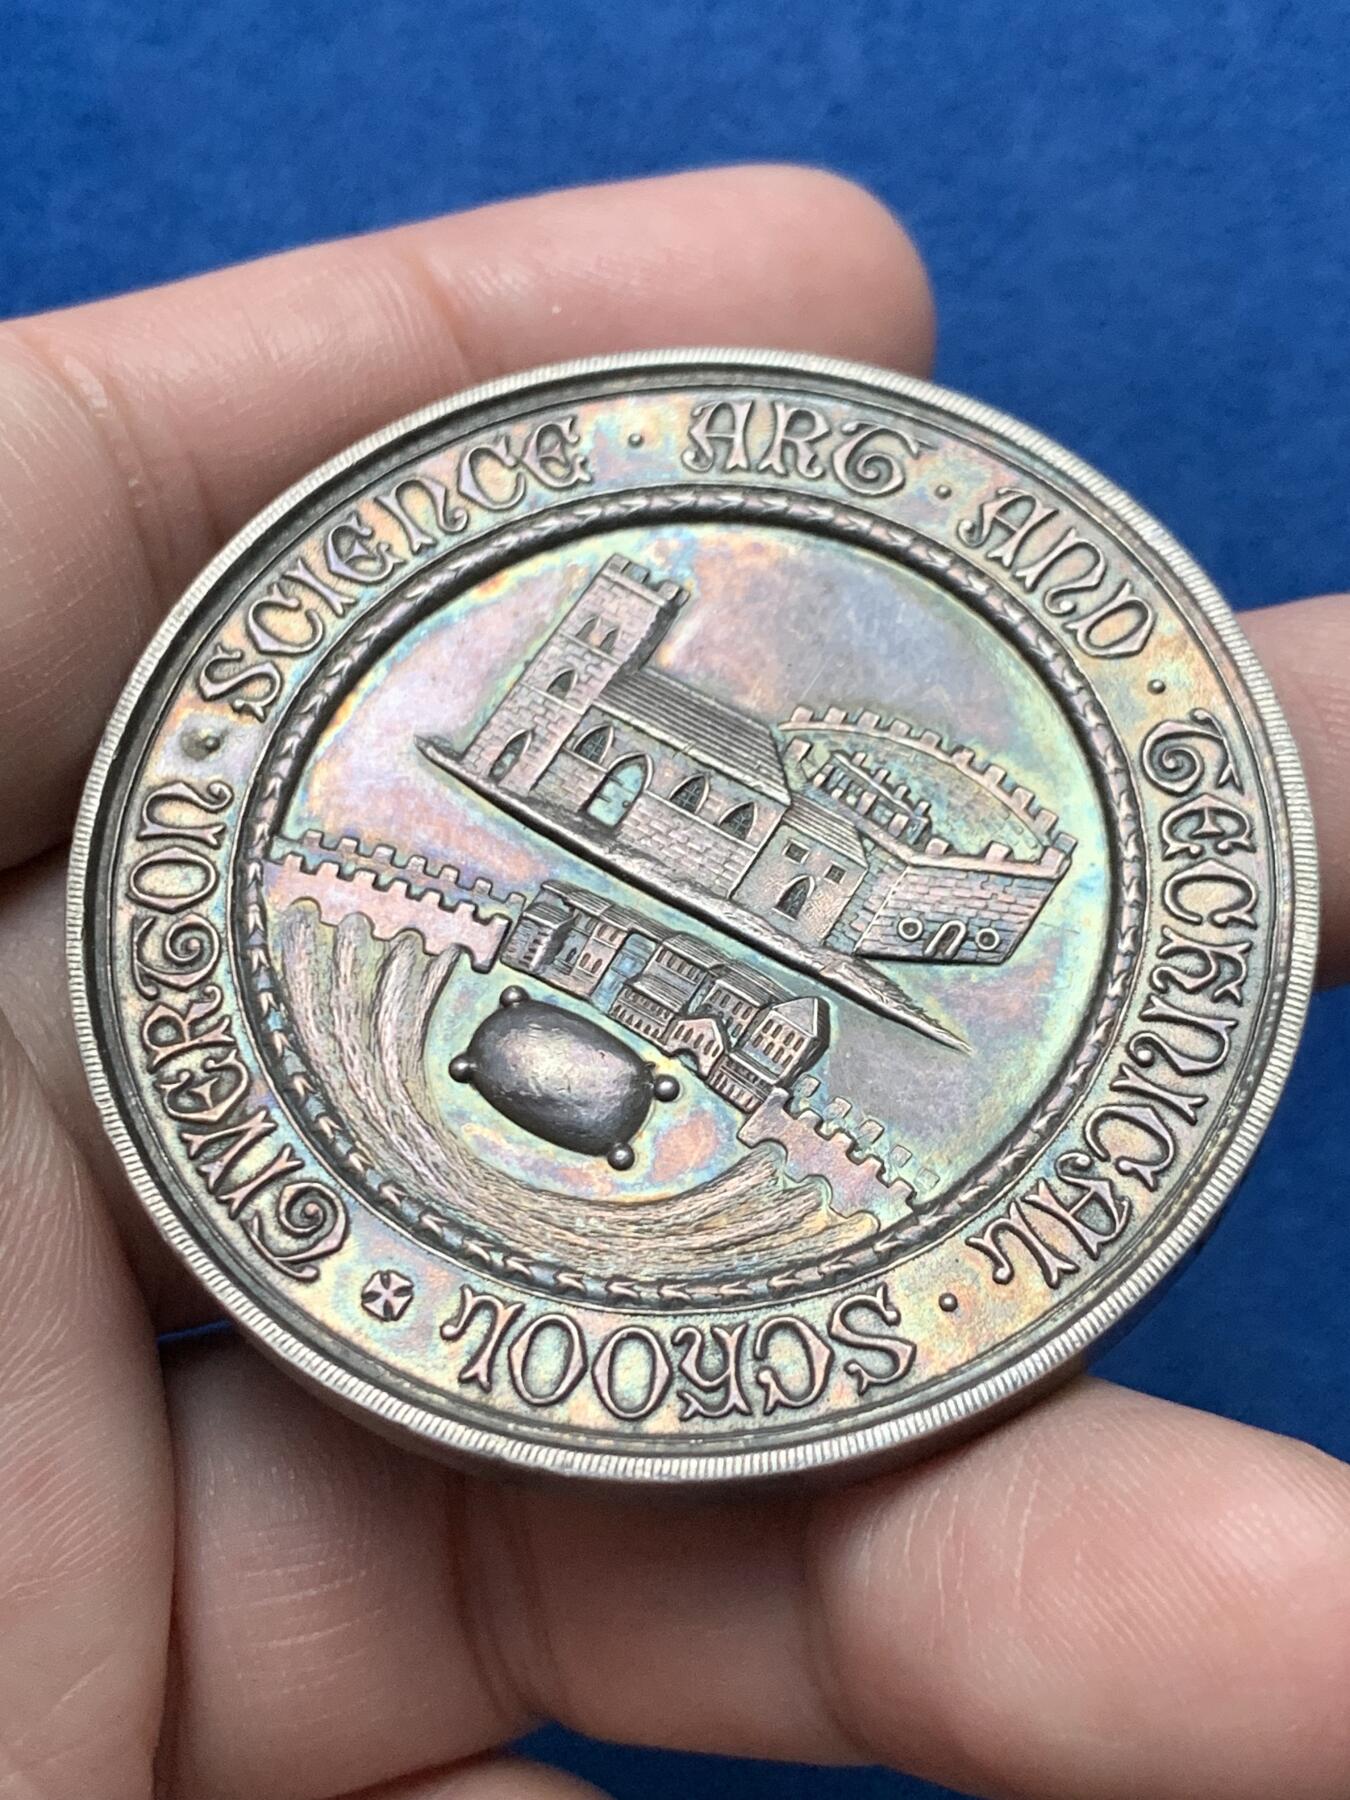 TIVERTON · SCIENCE · ART · AND · TECHNICAL · SCHOOL